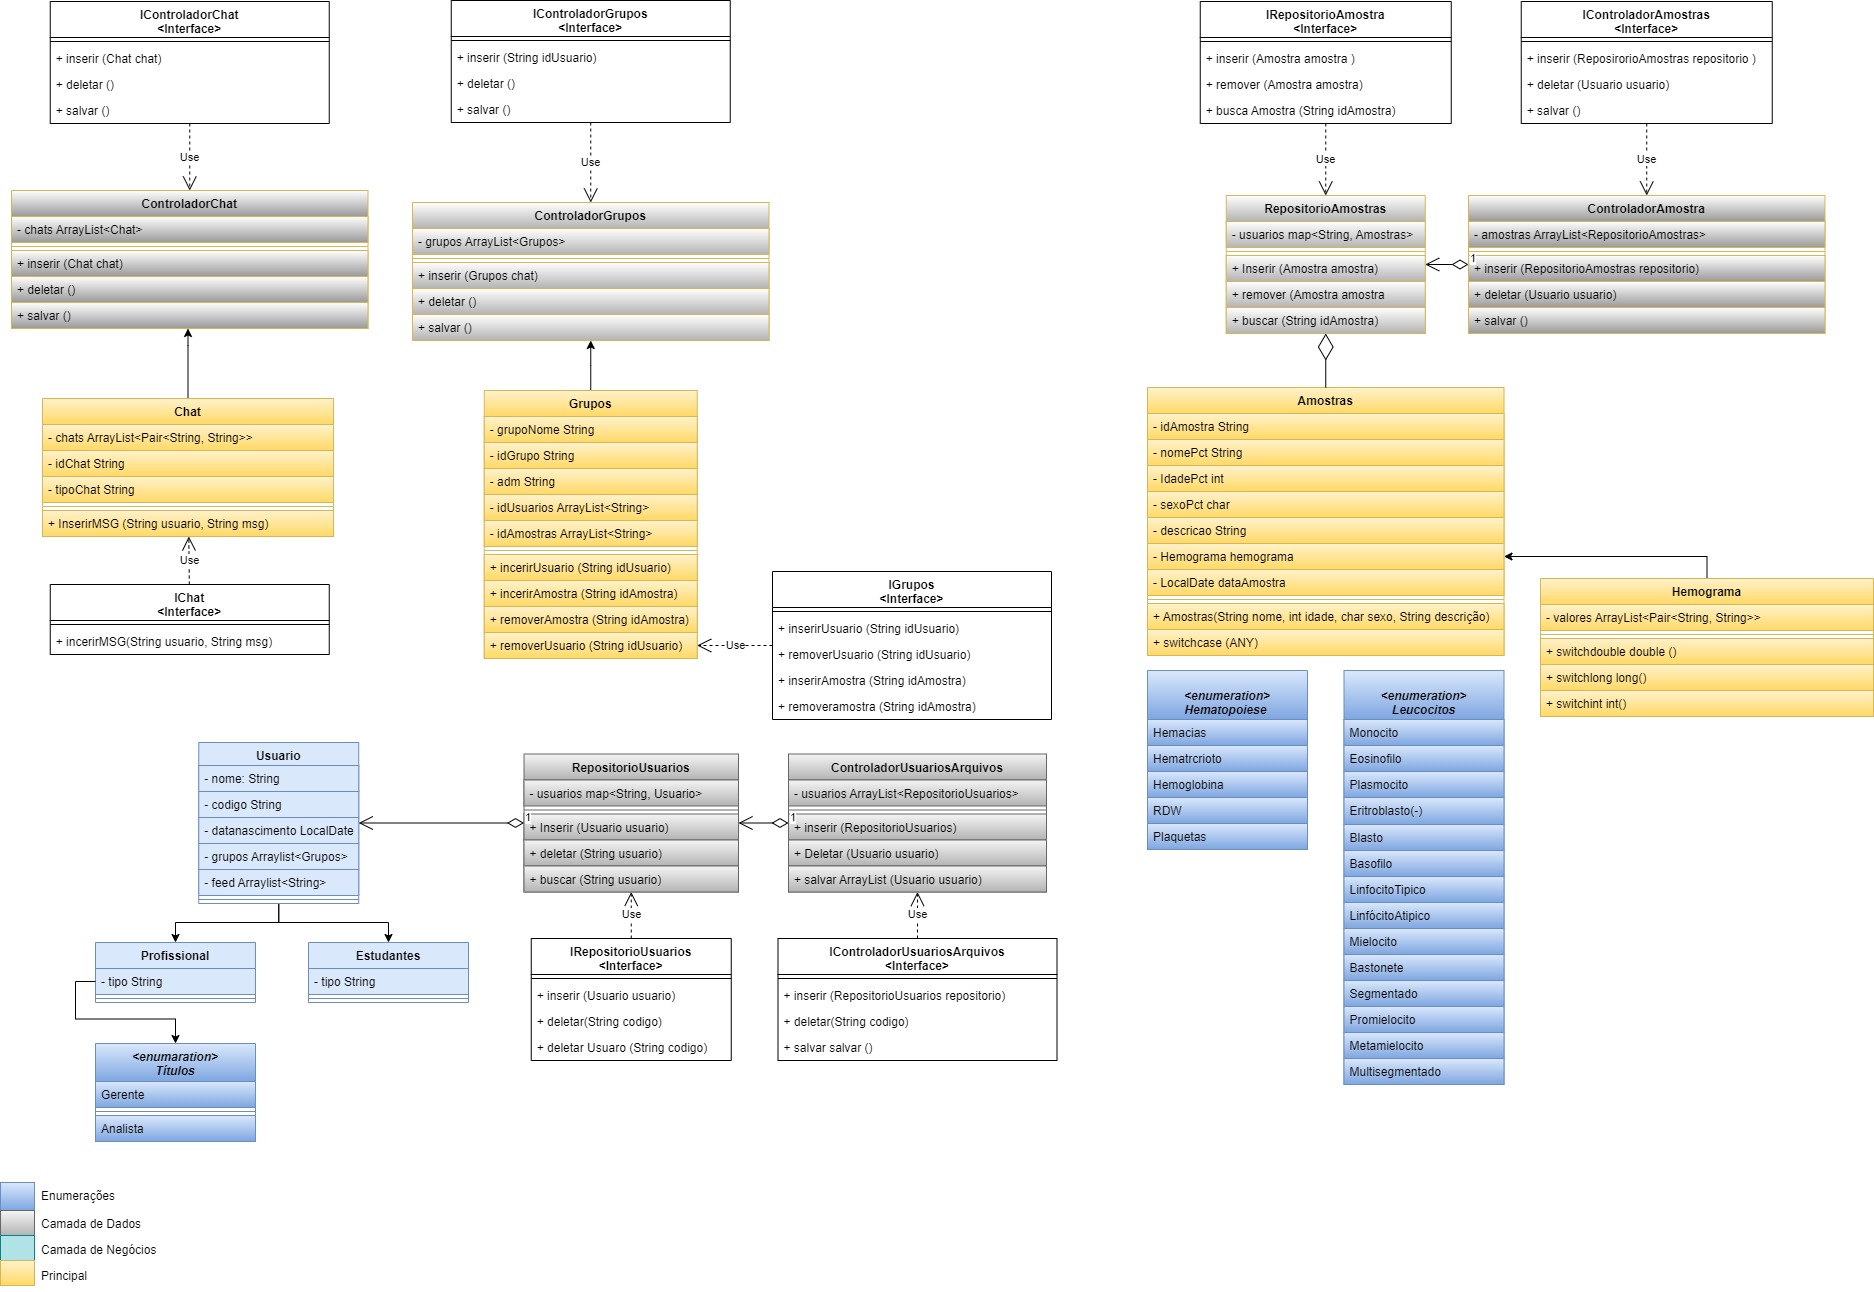 IControladorChat
<Interface>
+ inserir (Chat chat)
+ deletar ()
+ salvar ()
Use
ControladorChat
- chats ArrayList<Chat>
+ inserir (Chat chat)
+ deletar ()
+ salvar ()
Chat
- chats ArrayList<Pair<String, String>>
- idChat String
- tipoChat String
+ InserirMSG (String usuario, String msg)
Use
IChat
<Interface>
+ incerirMSG(String usuario, String msg)
IControladorGrupos
<Interface>
+ inserir (String idUsuario)
+ deletar ()
+ salvar ()
Use
ControladorGrupos
- grupos ArrayList<Grupos>
+ inserir (Grupos chat)
+ deletar ()
+ salvar ()
Grupos
- grupoNome String
- idGrupo String
- adm String
- idUsuarios ArrayList<String>
- idAmostras ArrayList<String>
+ incerirUsuario (String idUsuario)
+ incerirAmostra (String idAmostra)
+ removerAmostra (String idAmostra)
+ removerUsuario (String idUsuario)
Use
IGrupos
<Interface>
+ inserirUsuario (String idUsuario)
+ removerUsuario (String idUsuario)
+ inserirAmostra (String idAmostra)
+ removeramostra (String idAmostra)
IRepositorioAmostra
<Interface>
+ inserir (Amostra amostra )
+ remover (Amostra amostra)
+ busca Amostra (String idAmostra)
Use
RepositorioAmostras
- usuarios map<String, Amostras>
+ Inserir (Amostra amostra)
+ remover (Amostra amostra
+ buscar (String idAmostra)
IControladorAmostras
<Interface>
+ inserir (ReposirorioAmostras repositorio )
+ deletar (Usuario usuario)
+ salvar ()
Use
ControladorAmostra
- amostras ArrayList<RepositorioAmostras>
1
+ inserir (RepositorioAmostras repositorio)
+ deletar (Usuario usuario)
+ salvar ()
Amostras
- idAmostra String
- nomePct String
- IdadePct int
- sexoPct char
- descricao String
- Hemograma hemograma
- LocalDate dataAmostra
+ Amostras(String nome, int idade, char sexo, String descrição)
+ switchcase (ANY)
Hemograma
- valores ArrayList<Pair<String, String>>
+ switchdouble double ()
+ switchlong long()
+ switchint int()
<enumeration>
Hematopoiese
Hemacias
Hematrcrioto
Hemoglobina
RDW
Plaquetas
<enumeration>
Leucocitos
Monocito
Eosinofilo
Plasmocito
Eritroblasto(-)
Blasto
Basofilo
LinfocitoTipico
LinfócitoAtipico
Mielocito
Bastonete
Segmentado
Promielocito
Metamielocito
Multisegmentado
Usuario
- nome: String
- codigo String
- datanascimento LocalDate
- grupos Arraylist<Grupos>
- feed Arraylist<String>
Profissional
- tipo String
Estudantes
- tipo String
<enumaration>
Títulos
Gerente
Analista
RepositorioUsuarios
- usuarios map<String, Usuario>
1
+ Inserir (Usuario usuario)
+ deletar (String usuario)
+ buscar (String usuario)
Use
IRepositorioUsuarios
<Interface>
+ inserir (Usuario usuario)
+ deletar(String codigo)
+ deletar Usuaro (String codigo)
ControladorUsuariosArquivos
- usuarios ArrayList<RepositorioUsuarios>
1
+ inserir (RepositorioUsuarios)
+ Deletar (Usuario usuario)
+ salvar ArrayList (Usuario usuario)
Use
IControladorUsuariosArquivos
<Interface>
+ inserir (RepositorioUsuarios repositorio)
+ deletar(String codigo)
+ salvar salvar ()
Enumerações
Camada de Dados
Camada de Negócios
Principal